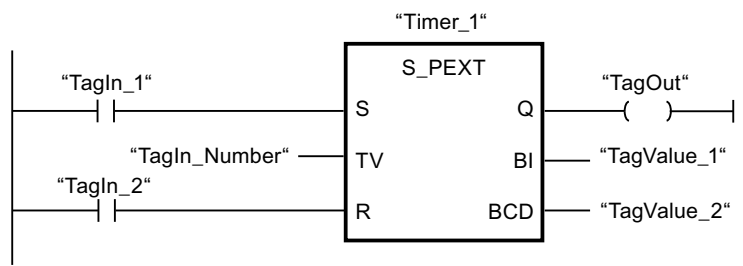 “Timer_1“
S_PEXT
“TagIn_1“
“TagOut“
S
Q
“TagIn_Number“
TV
BI
“TagValue_1“
“TagIn_2“
R
BCD
“TagValue_2“